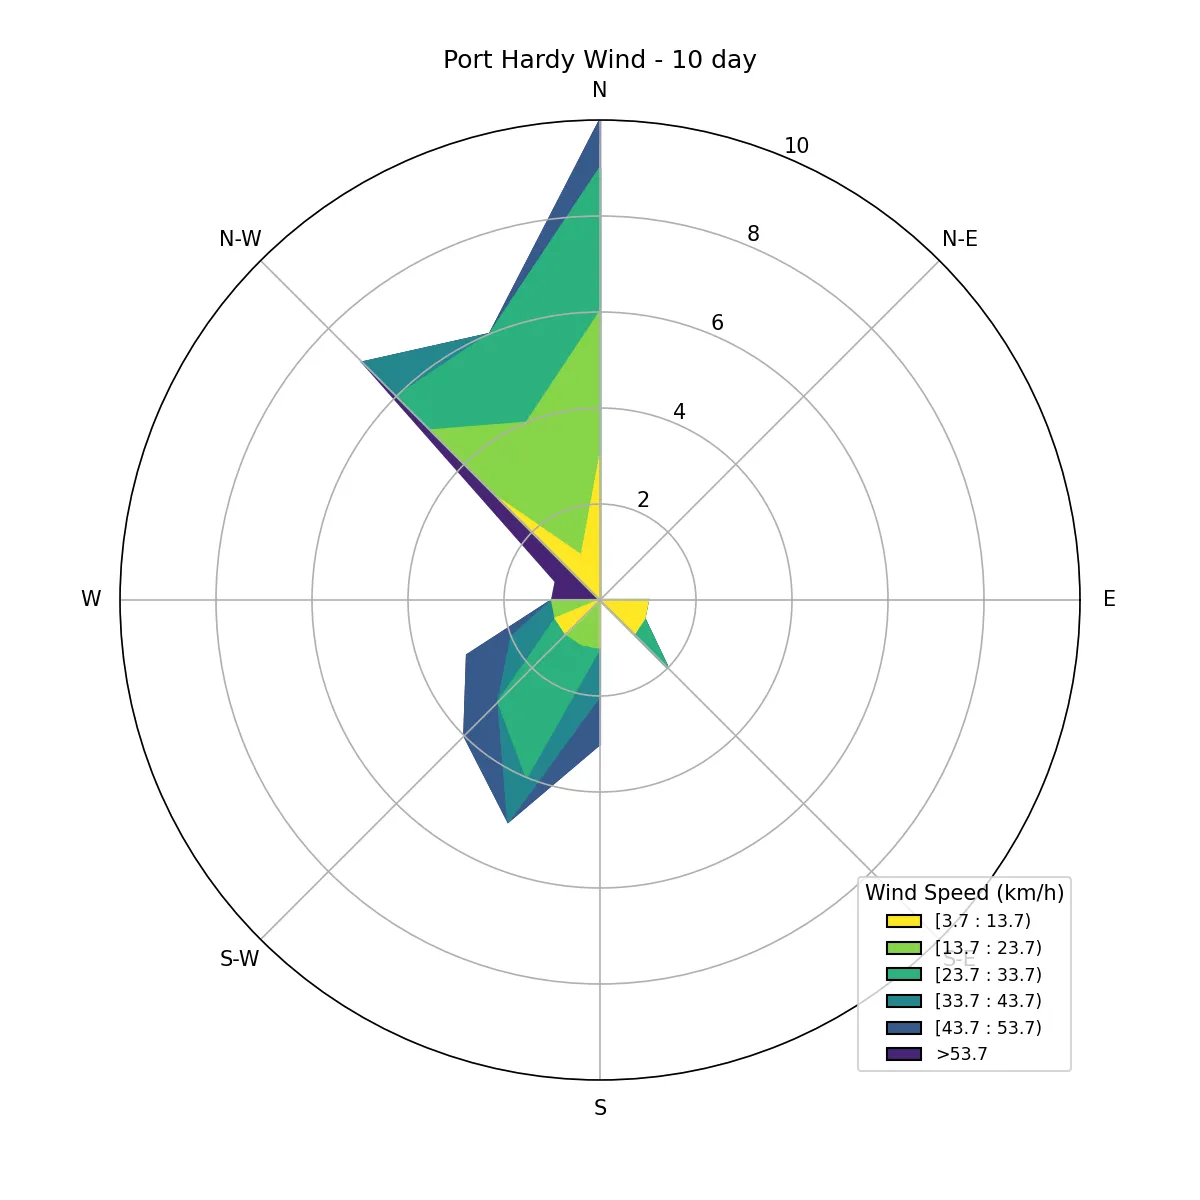 Port Hardy Wind - 10 day
N
10
N-W
N-E
8
6
4
2
W
E
Wind Speed (km/h)
[3.7 : 13.7)
[13.7 : 23.7)
S-W
S-E
[23.7 : 33.7)
[33.7 : 43.7)
[43.7 : 53.7)
>53.7
S